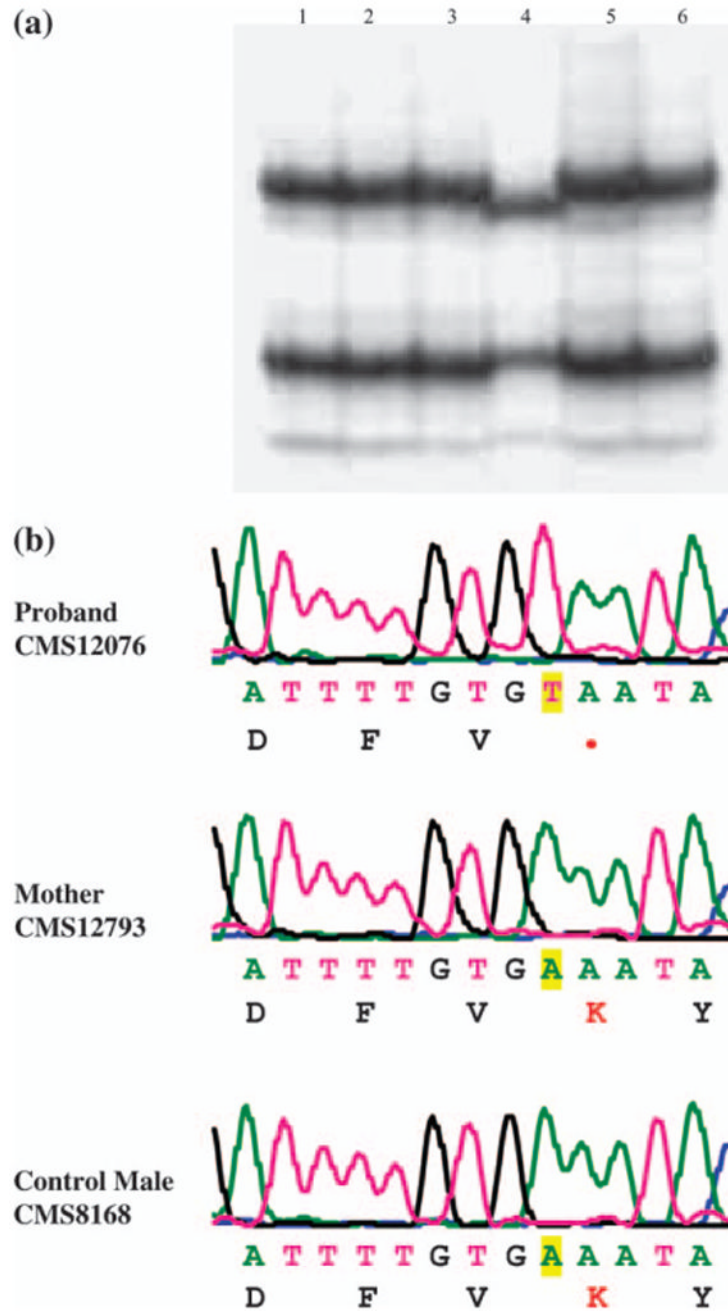 (a)
1 2 3 4 5 6
(b)
Proband
CMS12076
A T T T T G T G T A A T A
D F V .
Mother
CMS12793
A T T T T G T G A A A T A
D F V K Y
Control Male
CMS8168
A T T T T G T G A A A T A
D F V K Y